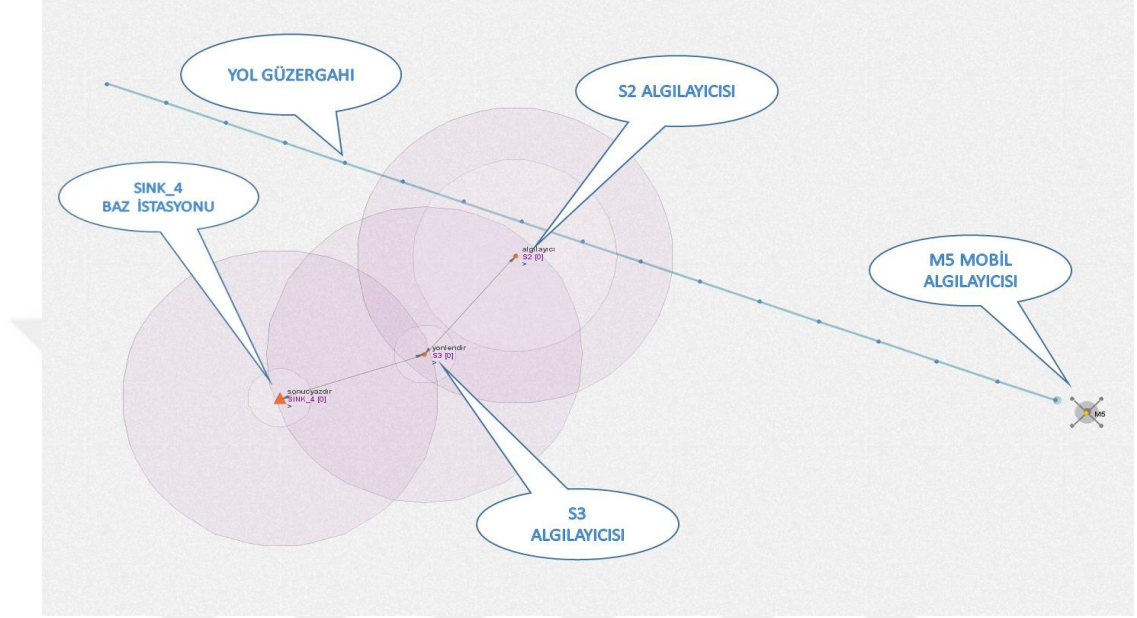 YOL GÜZERGAHI
S2 ALGILAYICISI
SINK_4
BAZ İSTASYONU
algılayıcı
S2 [0]
>
M5 MOBİL
ALGILAYICISI
yonlendir
S3 [0]
>
sonucyazdir
SINK_4 [0]
>
M5
S3
ALGILAYICISI